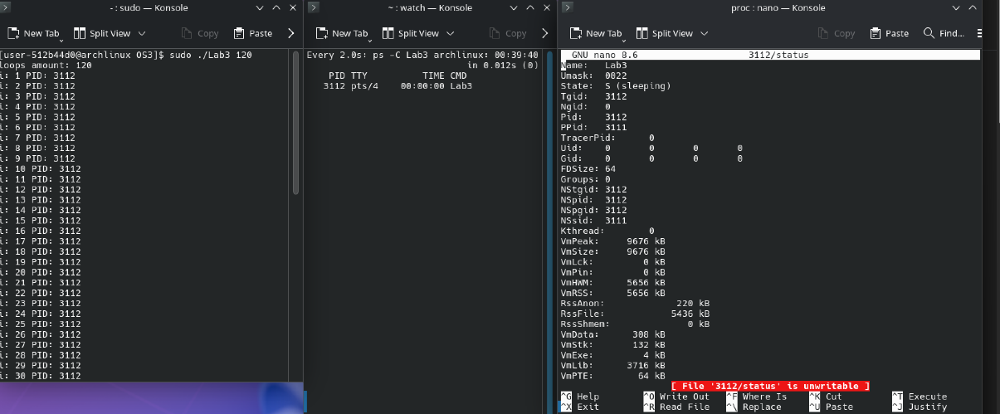 - : sudo — Konsole
New Tab Split View Copy Paste
[user-512b44d0@archlinux OS3]$ sudo ./Lab3 120
loops amount: 120
i: 1 PID: 3112
i: 2 PID: 3112
i: 3 PID: 3112
i: 4 PID: 3112
i: 5 PID: 3112
i: 6 PID: 3112
i: 7 PID: 3112
i: 8 PID: 3112
i: 9 PID: 3112
i: 10 PID: 3112
i: 11 PID: 3112
i: 12 PID: 3112
i: 13 PID: 3112
i: 14 PID: 3112
i: 15 PID: 3112
i: 16 PID: 3112
i: 17 PID: 3112
i: 18 PID: 3112
i: 19 PID: 3112
i: 20 PID: 3112
i: 21 PID: 3112
i: 22 PID: 3112
i: 23 PID: 3112
i: 24 PID: 3112
i: 25 PID: 3112
i: 26 PID: 3112
i: 27 PID: 3112
i: 28 PID: 3112
i: 29 PID: 3112
i: 30 PID: 3112
~ : watch — Konsole
New Tab Split View Copy
Every 2.0s: ps -C Lab3 archlinux: 00:39:40
in 0.012s (0)
PID TTY TIME CMD
3112 pts/4 00:00:00 Lab3
proc : nano — Konsole
New Tab Split View Copy Paste Find...
GNU nano 8.6 3112/status
Name: Lab3
Umask: 0022
State: S (sleeping)
Tgid: 3112
Ngid: 0
Pid: 3112
PPid: 3111
TracerPid: 0
Uid: 0 0 0 0
Gid: 0 0 0 0
FDSize: 64
Groups: 0
NStgid: 3112
NSpid: 3112
NSpgid: 3112
NSsid: 3111
Kthread: 0
VmPeak: 9676 kB
VmSize: 9676 kB
VmLck: 0 kB
VmPin: 0 kB
VmHWM: 5656 kB
VmRSS: 5656 kB
RssAnon: 220 kB
RssFile: 5436 kB
RssShmem: 0 kB
VmData: 308 kB
VmStk: 132 kB
VmExe: 4 kB
VmLib: 3716 kB
VmPTE: 64 kB
[ File '3112/status' is unwritable ]
^G Help ^O Write Out ^F Where Is ^K Cut ^T Execute
^X Exit ^R Read File ^\ Replace ^U Paste ^J Justify